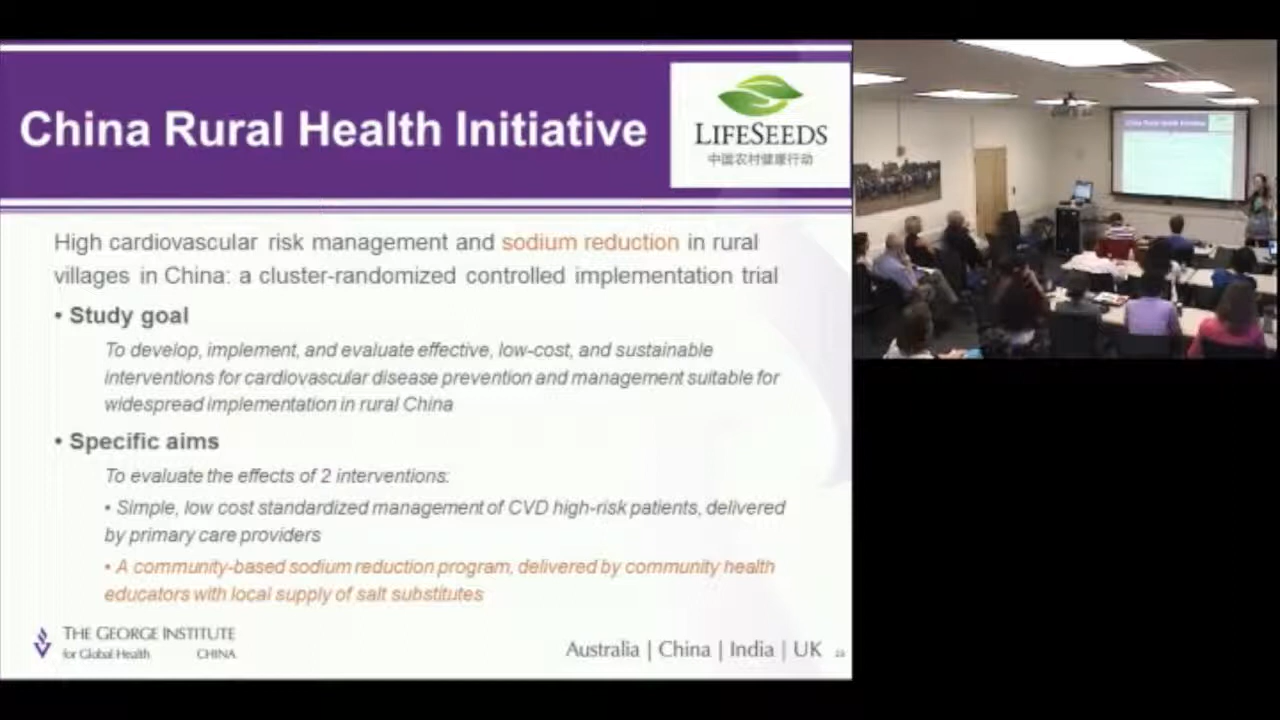 China Rural Health Initiative
LIFESEEDS
中国农村健康行动
High cardiovascular risk management and sodium reduction in rural
villages in China: a cluster-randomized controlled implementation trial
• Study goal
To develop, implement, and evaluate effective, low-cost, and sustainable
interventions for cardiovascular disease prevention and management suitable for
widespread implementation in rural China
• Specific aims
To evaluate the effects of 2 interventions:
• Simple, low cost standardized management of CVD high-risk patients, delivered
by primary care providers
• A community-based sodium reduction program, delivered by community health
educators with local supply of salt substitutes
THE GEORGE INSTITUTE
for Global Health CHINA
Australia | China | India | UK
China Rural Health Initiative